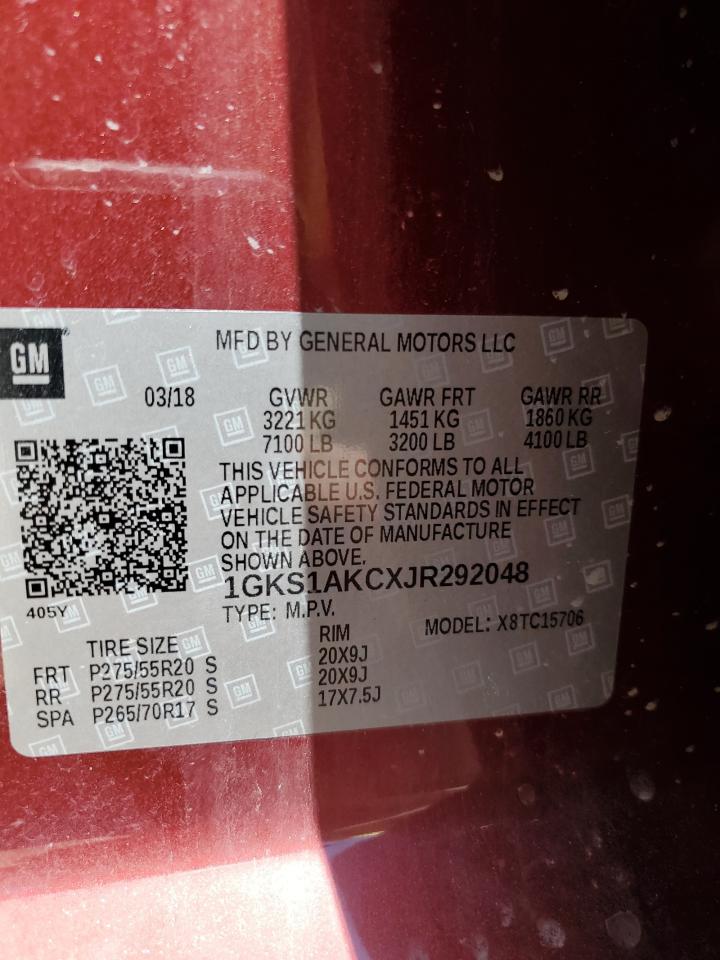 GM
MFD BY GENERAL MOTORS LLC
03/18 GVWR GAWR FRT GAWR RR
3221 KG 1451 KG 1860 KG
7100 LB 3200 LB 4100 LB
THIS VEHICLE CONFORMS TO ALL
APPLICABLE U.S. FEDERAL MOTOR
VEHICLE SAFETY STANDARDS IN EFFECT
ON THE DATE OF MANUFACTURE
SHOWN ABOVE.
1GKS1AKCXJR292048
405Y
TYPE: M.P.V. MODEL: X8TC15706
TIRE SIZE RIM
FRT P275/55R20 S 20X9J
RR P275/55R20 S 20X9J
SPA P265/70R17 S 17X7.5J